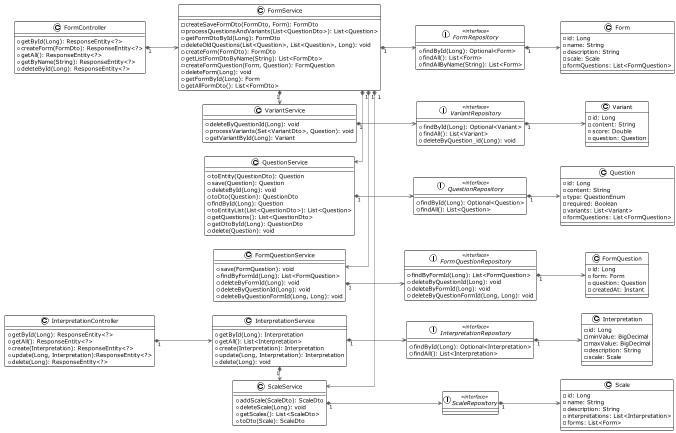 FormController
getById(Long): ResponseEntity<?>
createForm(FormDto): ResponseEntity<?>
getAll(): ResponseEntity<?>
getByName(String): ResponseEntity<?>
deleteById(Long): ResponseEntity<?>
FormService
createSaveFormDto(FormDto, Form): FormDto
processQuestionsAndVariants(List<QuestionDto>): List<Question>
getFormDtoById(Long): FormDto
deleteOldQuestions(List<Question>, List<Question>, Long): void
createForm(FormDto): FormDto
getListFormDtoByName(String): List<FormDto>
createFormQuestion(Form, Question): FormQuestion
deleteForm(Long): void
getFormById(Long): Form
getAllFormDto(): List<FormDto>
«interface»
FormRepository
findById(Long): Optional<Form>
findAll(): List<Form>
findAllByName(String): List<Form>
Form
id: Long
name: String
description: String
scale: Scale
formQuestions: List<FormQuestion>
VariantService
deleteByQuestionId(Long): void
processVariants(Set<VariantDto>, Question): void
getVariantById(Long): Variant
«interface»
VariantRepository
findById(Long): Optional<Variant>
findAll(): List<Variant>
deleteByQuestion_id(Long): void
Variant
id: Long
content: String
score: Double
question: Question
QuestionService
toEntity(QuestionDto): Question
save(Question): Question
deleteById(Long): void
toDto(Question): QuestionDto
findById(Long): Question
toEntityList(List<QuestionDto>): List<Question>
getQuestions(): List<QuestionDto>
getDtoById(Long): QuestionDto
delete(Question): void
«interface»
QuestionRepository
findById(Long): Optional<Question>
findAll(): List<Question>
Question
id: Long
content: String
type: QuestionEnum
required: Boolean
variants: List<Variant>
formQuestions: List<FormQuestion>
FormQuestionService
save(FormQuestion): void
findByFormId(Long): List<FormQuestion>
deleteByFormId(Long): void
deleteByQuestionId(Long): void
deleteByQuestionFormId(Long, Long): void
«interface»
FormQuestionRepository
findByFormId(Long): List<FormQuestion>
deleteByQuestionId(Long): void
deleteByFormId(Long): void
deleteByQuestionFormId(Long, Long): void
FormQuestion
id: Long
form: Form
question: Question
createdAt: Instant
InterpretationController
getById(Long): ResponseEntity<?>
getAll(): ResponseEntity<?>
create(Interpretation): ResponseEntity<?>
update(Long, Interpretation):ResponseEntity<?>
delete(Long): ResponseEntity<?>
InterpretationService
getById(Long): Interpretation
getAll(): List<Interpretation>
create(Interpretation): Interpretation
update(Long, Interpretation): Interpretation
delete(Long): void
«interface»
InterpretationRepository
findById(Long): Optional<Interpretation>
findAll(): List<Interpretation>
Interpretation
id: Long
minValue: BigDecimal
maxValue: BigDecimal
description: String
scale: Scale
ScaleService
addScale(ScaleDto): ScaleDto
deleteScale(Long): void
getScales(): List<ScaleDto>
toDto(Scale): ScaleDto
«interface»
ScaleRepository
Scale
id: Long
name: String
description: String
interpretations: List<Interpretation>
forms: List<Form>